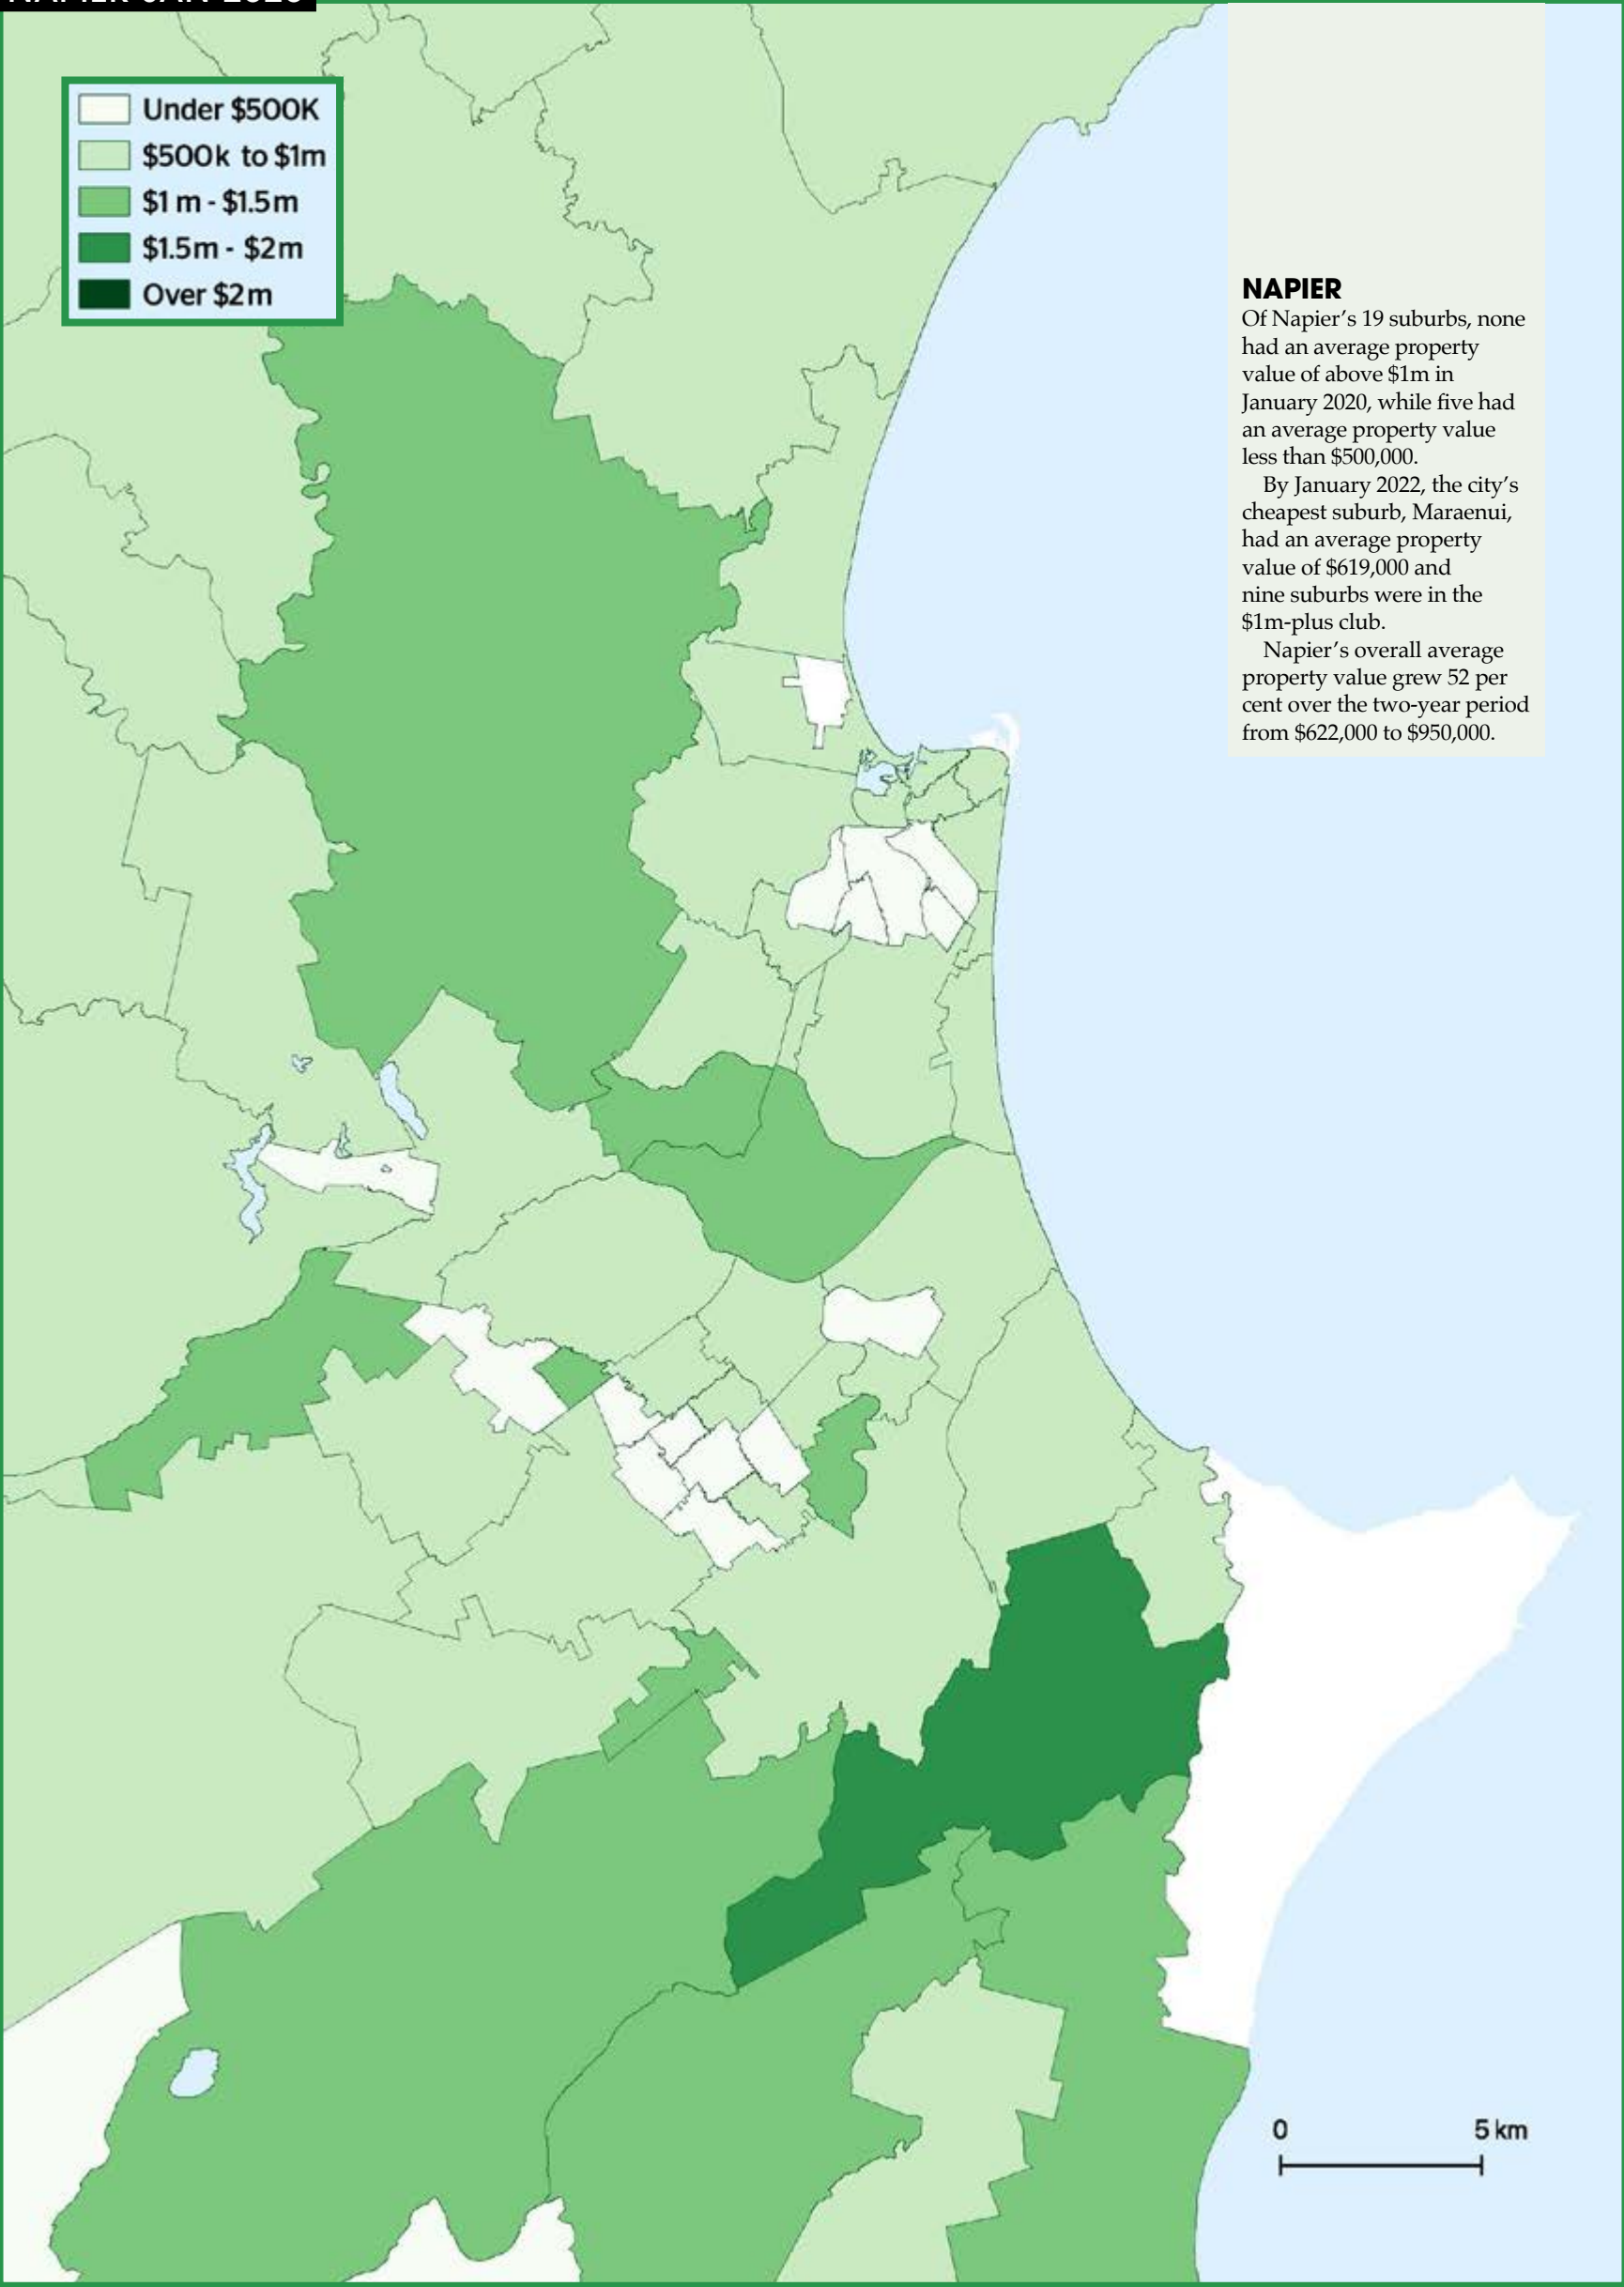 NAPIER JAN 2020
Under $500K
$500k to $1m
$1 m - $1.5m
$1.5m - $2m
Over $2m
NAPIER
Of Napier’s 19 suburbs, none
had an average property
value of above $1m in
January 2020, while five had
an average property value
less than $500,000.
By January 2022, the city’s
cheapest suburb, Maraenui,
had an average property
value of $619,000 and
nine suburbs were in the
$1m-plus club.
Napier’s overall average
property value grew 52 per
cent over the two-year period
from $622,000 to $950,000.
0 5 km